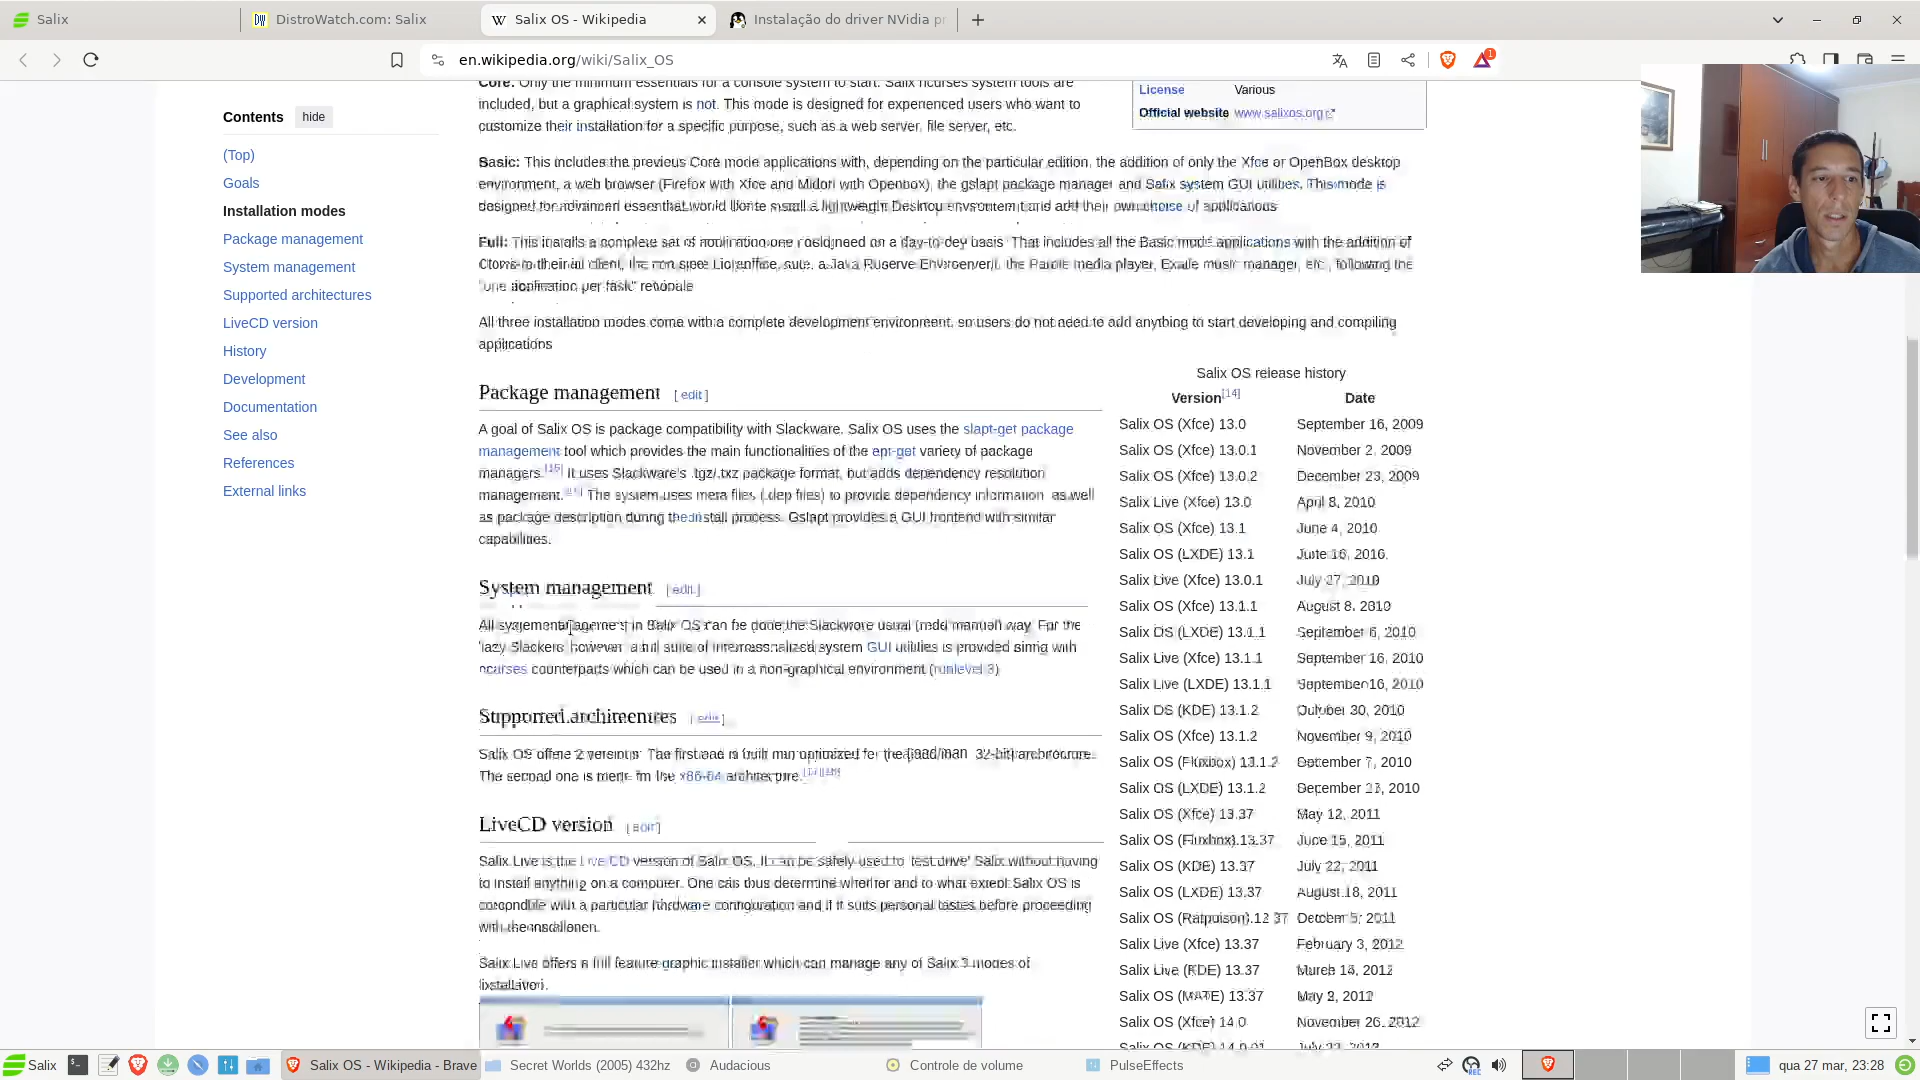 Salix
DistroWatch.com: Salix
Salix OS - Wikipedia
Instalação do driver NVidia pr
en.wikipedia.org/wiki/Salix_OS
1
Contents
hide
(Top)
Goals
Installation modes
Package management
System management
Supported architectures
LiveCD version
History
Development
Documentation
See also
References
External links
Core: Only the minimum essentials for a console system to start. Salix ncurses system tools are
included, but a graphical system is not. This mode is designed for experienced users who want to
customize their installation for a specific purpose, such as a web server, file server, etc.
License Various
Official website www.salixos.org
Basic: This includes the previous Core mode applications with, depending on the particular edition, the addition of only the Xfce or OpenBox desktop
environment, a web browser (Firefox with Xfce and Midori with Openbox), the gslapt package manager and Salix system GUI utilities. This mode is
designed for advanced users that would like to install a lightweight Desktop environment and add their own choice of applications
Full: This installs a complete set of applications on a day-to-day basis That includes all the Basic mode applications with the addition of
client, suite, a Java the media player, Exaile music manager, etc., following the
"one application per task" rationale
All three installation modes come with a complete development environment, so users do not need to add anything to start developing and compiling
applications
Package management [ edit ]
A goal of Salix OS is package compatibility with Slackware. Salix OS uses the slapt-get package
management tool which provides the main functionalities of the apt-get variety of package
managers. It uses Slackware's .tgz/.txz package format, but adds dependency resolution
management. The system uses meta files (.dep files) to provide dependency information as well
as package description during the install process. Gslapt provides a GUI frontend with similar
capabilities.
System management [ edit ]
All in Salix OS can be done the Slackware usual way. For the
'lazy Slackers' however a full suite of system GUI utilities is provided along with
ncurses counterparts which can be used in a non-graphical environment (runlevel 3)
Supported architectures [ edit ]
Salix OS offers 2 versions: The first one is built and optimized for the 32-bit architecture.
The second one is for the x86-64 architecture.
LiveCD version [ edit ]
Salix Live is the Live CD version of Salix OS. It can be safely used to 'test drive' Salix without having
to install anything on a computer. One can thus determine whether and to what extent Salix OS is
compatible with a particular hardware configuration and if it suits personal tastes before proceeding
with the installation.
Salix Live offers a full feature graphic installer which can manage any of Salix 3 modes of
installation.
Salix OS release history
Version[14] Date
Salix OS (Xfce) 13.0 September 16, 2009
Salix OS (Xfce) 13.0.1 November 2, 2009
Salix OS (Xfce) 13.0.2 December 23, 2009
Salix Live (Xfce) 13.0 April 8, 2010
Salix OS (Xfce) 13.1 June 4, 2010
Salix OS (LXDE) 13.1 June 16,
Salix Live (Xfce) 13.0.1 July 27, 2010
Salix Live (Xfce) 13.1.1 August 8, 2010
Salix OS (LXDE) 13.1.1 September 6, 2010
Salix Live (Xfce) 13.1.1 September 16, 2010
Salix Live (LXDE) 13.1.1 September 16, 2010
Salix OS (KDE) 13.1.2 October 30, 2010
Salix OS (Xfce) 13.1.2 November 9, 2010
Salix OS (Fluxbox) 13.1.2 7, 2010
Salix OS (LXDE) 13.1.2 December 2010
Salix OS (Xfce) 13.37 May 12, 2011
Salix OS (Fluxbox) 13.37 June 15, 2011
Salix OS (KDE) 13.37 July 22, 2011
Salix OS (LXDE) 13.37 August 18, 2011
Salix OS (Ratpoison) October 5, 2011
Salix Live (Xfce) 13.37 February 3, 2012
Salix Live (KDE) 13.37 March 2012
Salix OS (MATE) 13.37 May 2012
Salix OS (Xfce) 14.0 November 26, 2012
Salix OS (KDE)
Salix
Salix OS - Wikipedia - Brave
Secret Worlds (2005) 432hz
Audacious
Controle de volume
PulseEffects
REC
qua 27 mar, 23:28